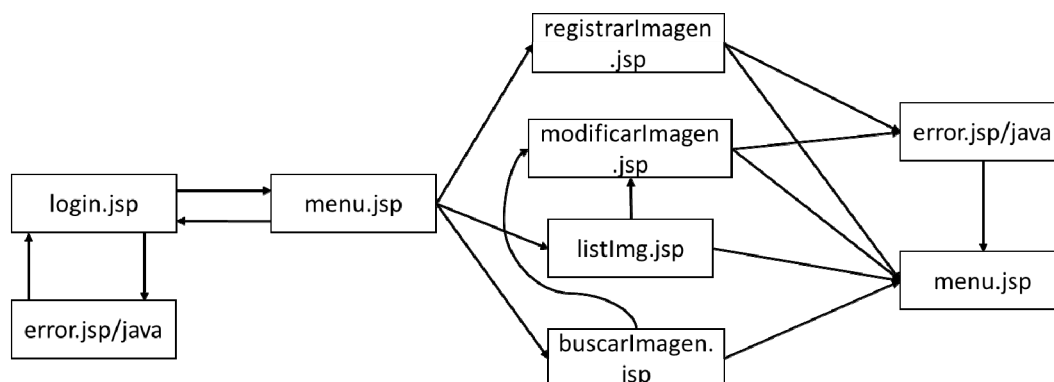 registrarImagen
.jsp
modificarImagen
.jsp
error.jsp/java
login.jsp
menu.jsp
listImg.jsp
menu.jsp
error.jsp/java
buscarImagen.
jsp